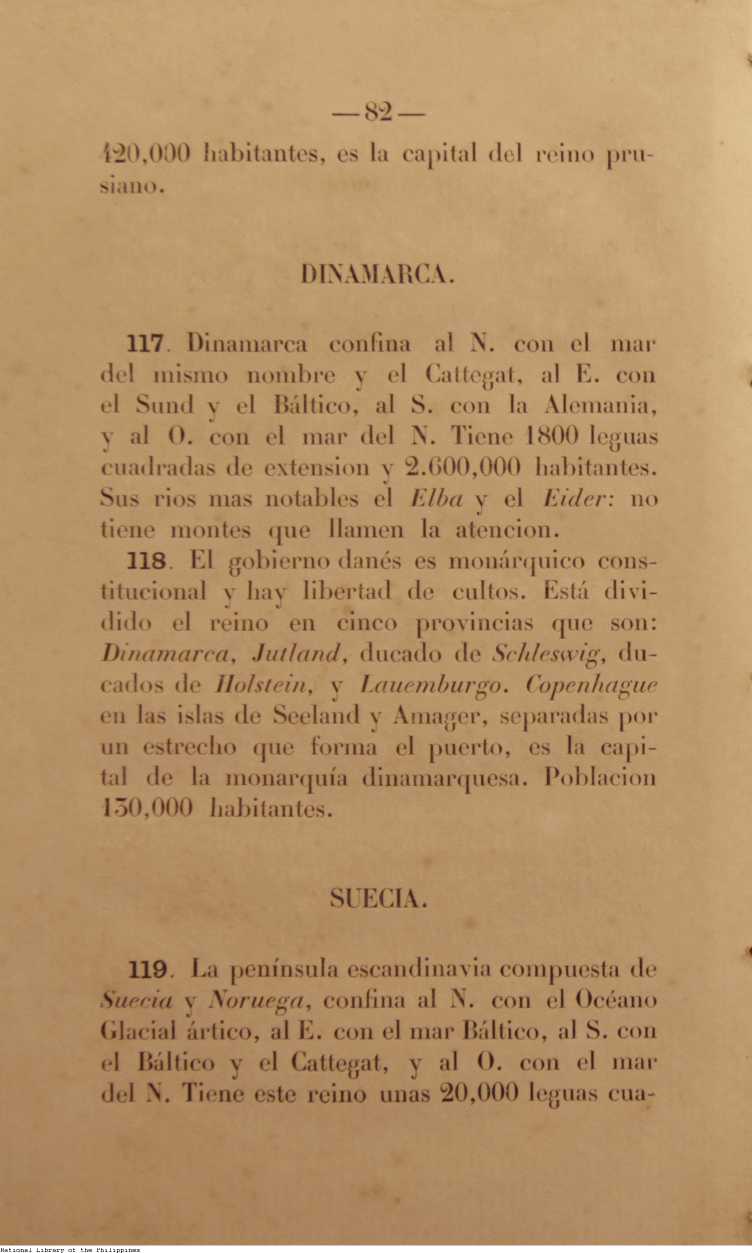 —82—
420,000 habitantes, es la capital del reino pru-
siano.
DINAMARCA.
117. Dinamarca confina al N. con el mar
del mismo nombre y el Cattegat, al E. con
el Sund y el Báltico, al S. con la Alemania,
y al O. con el mar del N. Tiene 1800 leguas
cuadradas de extension y 2.600,000 habitantes.
Sus rios mas notables el Elba y el Eider: no
tiene montes que llamen la atencion.
118. El gobierno danés es monárquico cons-
titucional y hay libertad de cultos. Está divi-
dido el reino en cinco provincias que son:
Dinamarca, Jutland, ducado de Schleswig, du-
cados de Holstein, y Lauemburgo. Copenhague
en las islas de Seeland y Amager, separadas por
un estrecho que forma el puerto, es la capi-
tal de la monarquía dinamarquesa. Poblacion
130,000 habitantes.
SUECIA.
119. La península escandinavia compuesta de
Suecia y Noruega, confina al N. con el Océano
Glacial ártico, al E. con el mar Báltico, al S. con
el Báltico y el Cattegat, y al O. con el mar
del N. Tiene este reino unas 20,000 leguas cua-
National Library of the Philippines